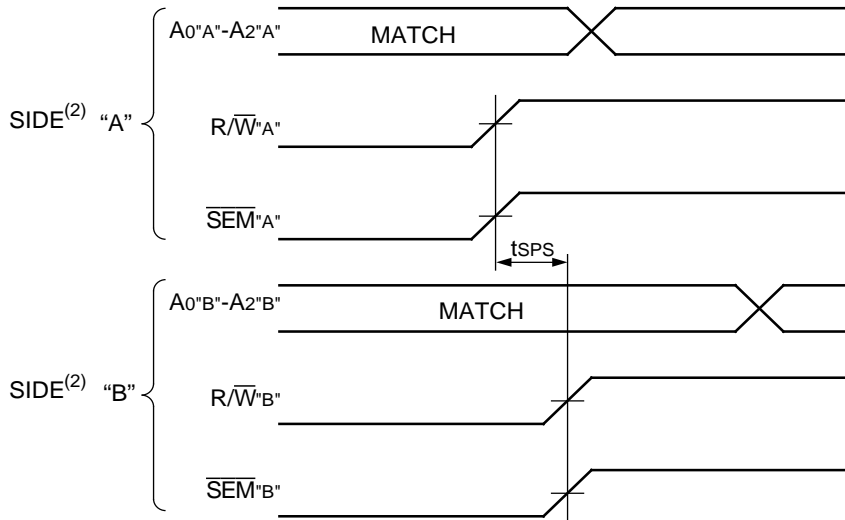 A0"A"-A2"A"
MATCH
SIDE(2) “A”
R/W"A"
SEM"A"
tSPS
A0"B"-A2"B"
MATCH
SIDE(2) “B”
R/W"B"
SEM"B"